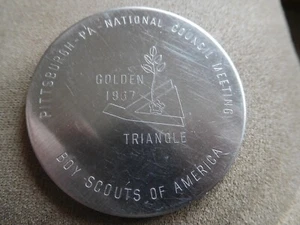 PITTSBURGH-PA-NATIONAL COUNCIL MEETING
GOLDEN
1937
TRIANGLE
BOY SCOUTS OF AMERICA